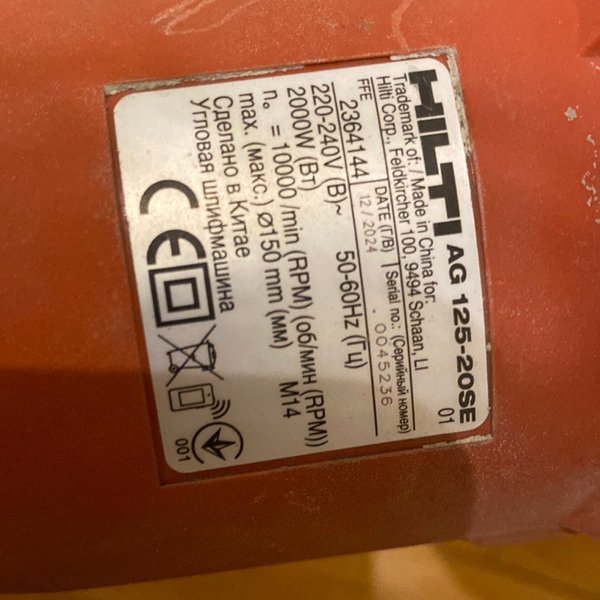 HILTI AG 125-20SE
01
Trademark of: / Made in China for:
Hilti Corp., Feldkircher 100, 9494 Schaan, LI
FFE DATE (Г/В) Serial no.: (Серийный номер)
2364144 12/2024 0045236
220-240V (В)~ 50-60Hz (Гц)
2000W (Вт)
n₀ = 10000 /min (RPM) (об/мин (RPM))
max. (макс.) Ø150 mm (мм) M14
Сделано в Китае
Угловая шлифмашина
CE
001